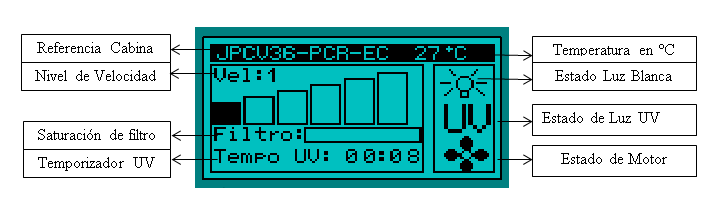 Referencia Cabina
Nivel de Velocidad
Saturación de filtro
Temporizador UV
JPCV36-PCR-EC 27°C
Vel:1
Filtro:
Tempo UV: 00:08
UV
Temperatura en °C
Estado Luz Blanca
Estado de Luz UV
Estado de Motor